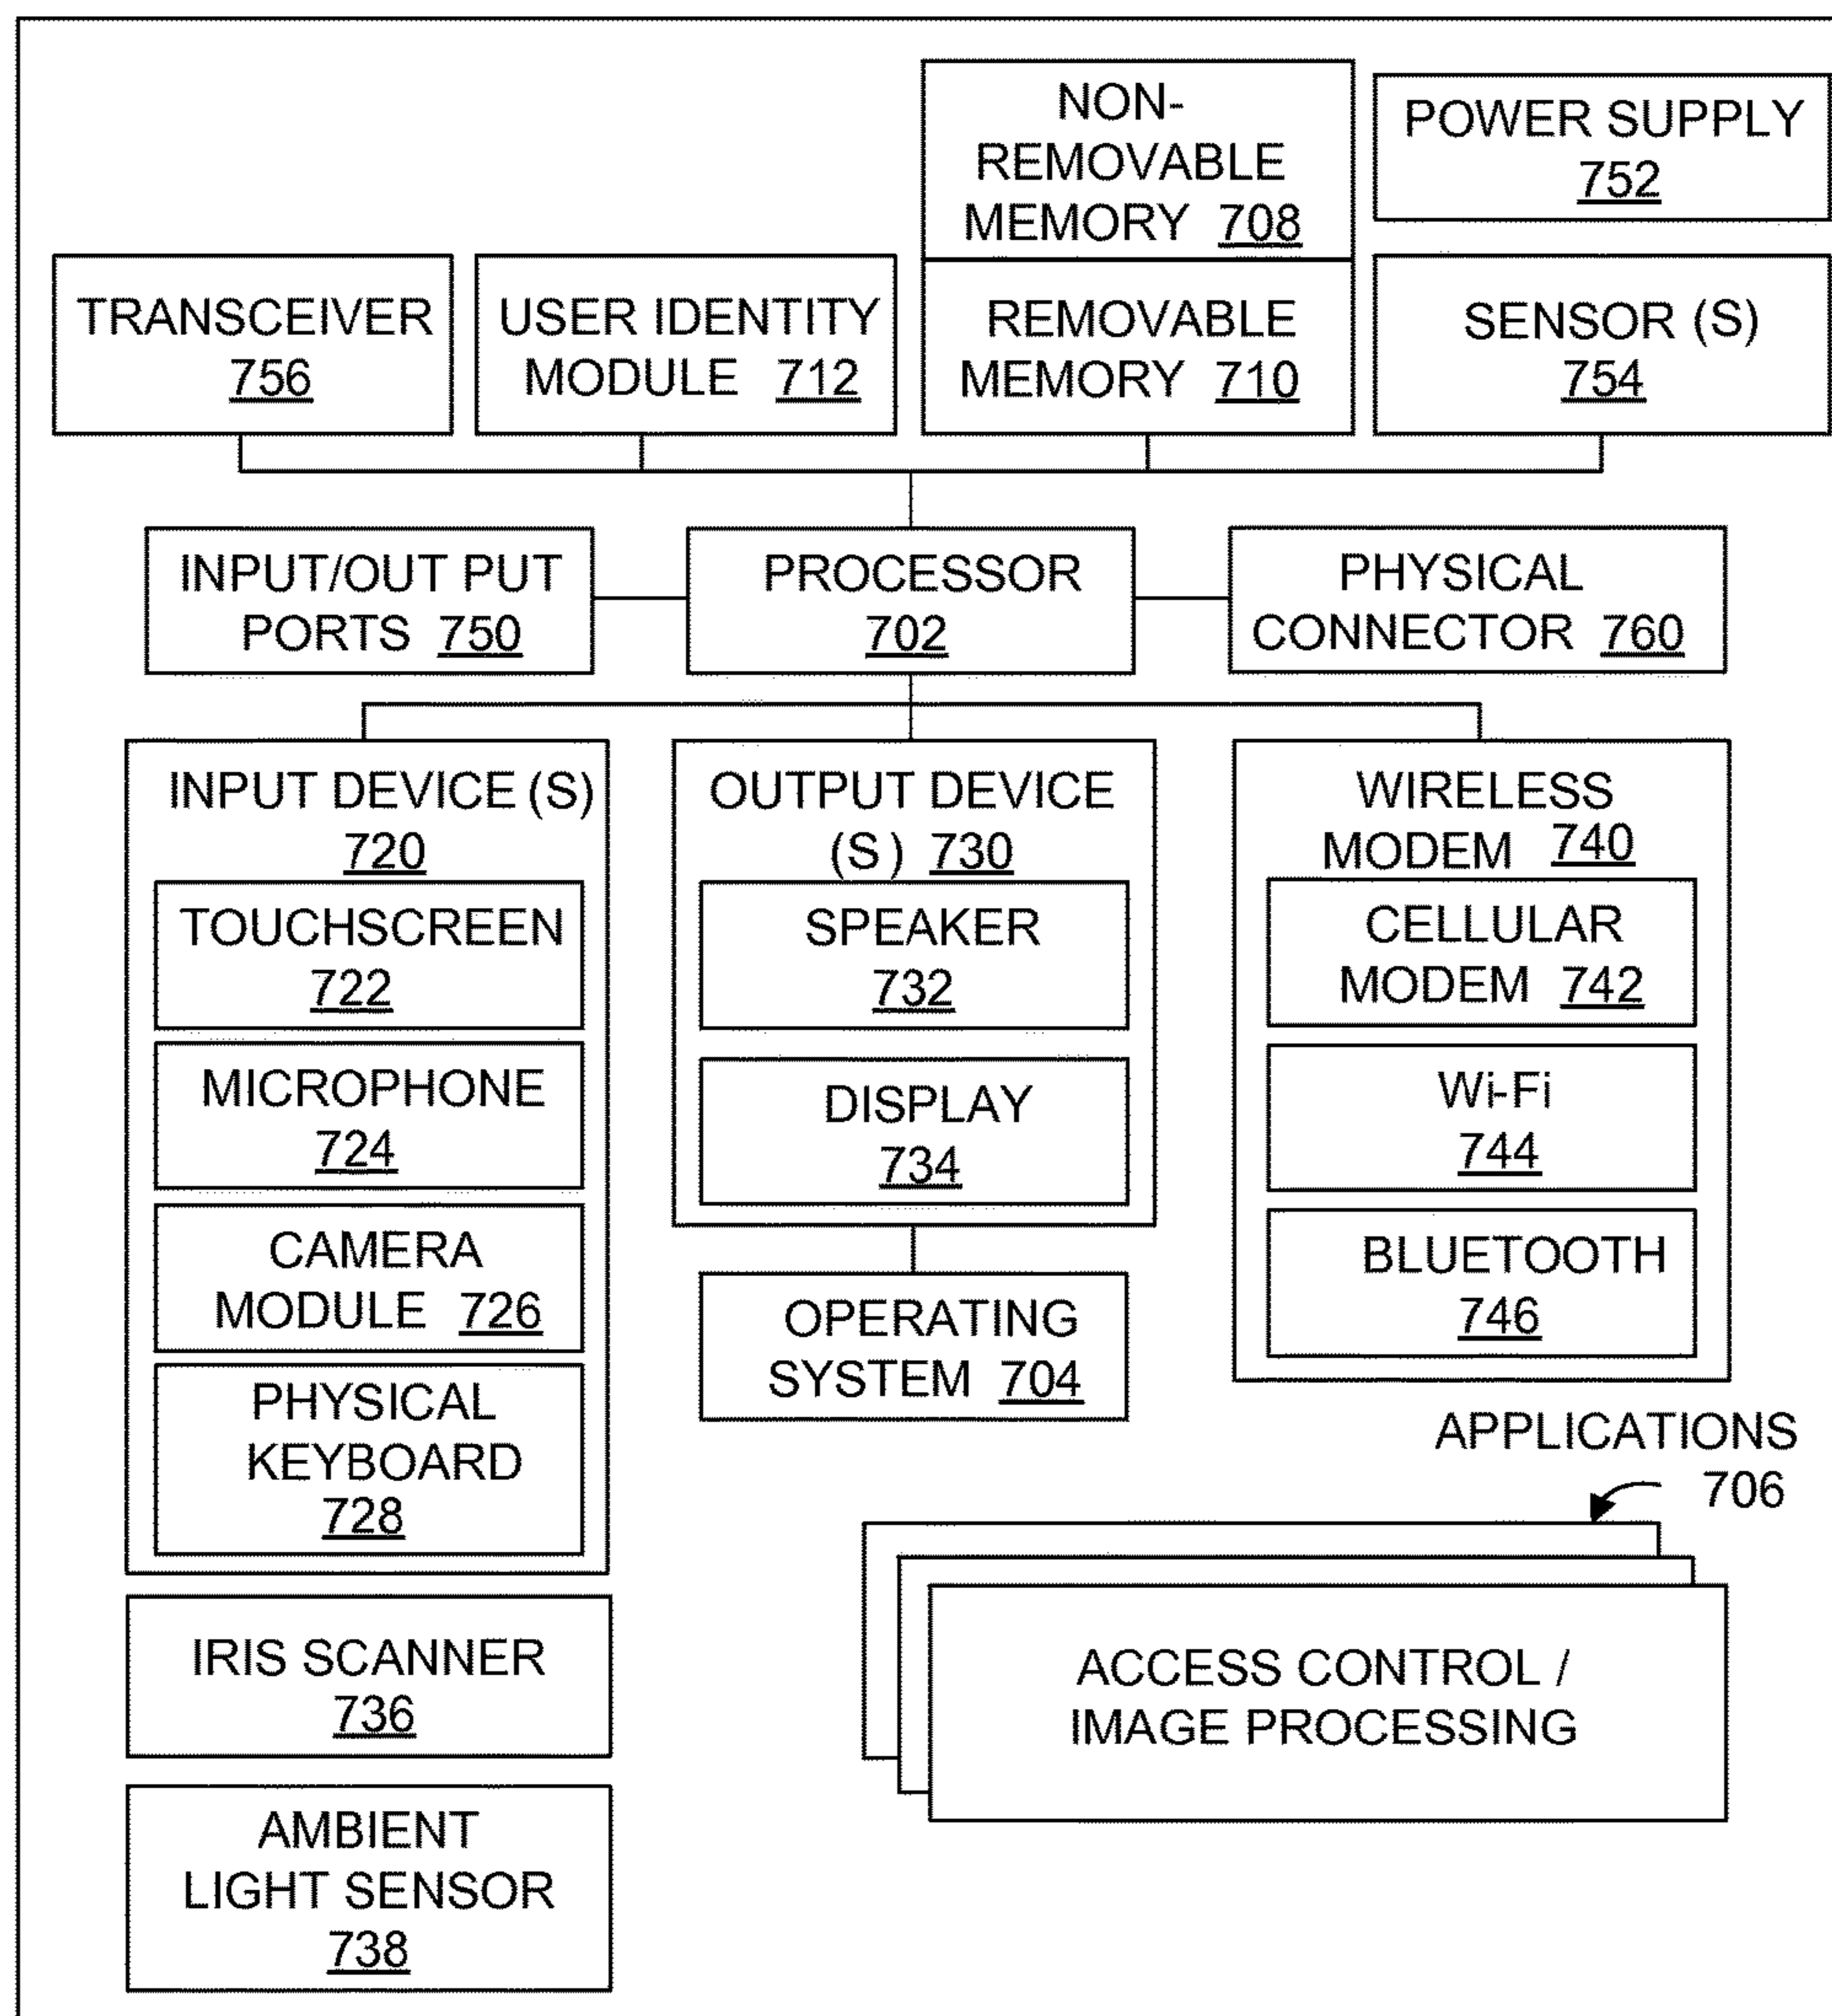 NON-
REMOVABLE
MEMORY 708
POWER SUPPLY
752
TRANSCEIVER
756
USER IDENTITY
MODULE 712
REMOVABLE
MEMORY 710
SENSOR (S)
754
INPUT/OUT PUT
PORTS 750
PROCESSOR
702
PHYSICAL
CONNECTOR 760
INPUT DEVICE (S)
720
TOUCHSCREEN
722
MICROPHONE
724
CAMERA
MODULE 726
PHYSICAL
KEYBOARD
728
OUTPUT DEVICE
(S) 730
SPEAKER
732
DISPLAY
734
OPERATING
SYSTEM 704
WIRELESS
MODEM 740
CELLULAR
MODEM 742
Wi-Fi
744
BLUETOOTH
746
APPLICATIONS
706
ACCESS CONTROL /
IMAGE PROCESSING
IRIS SCANNER
736
AMBIENT
LIGHT SENSOR
738